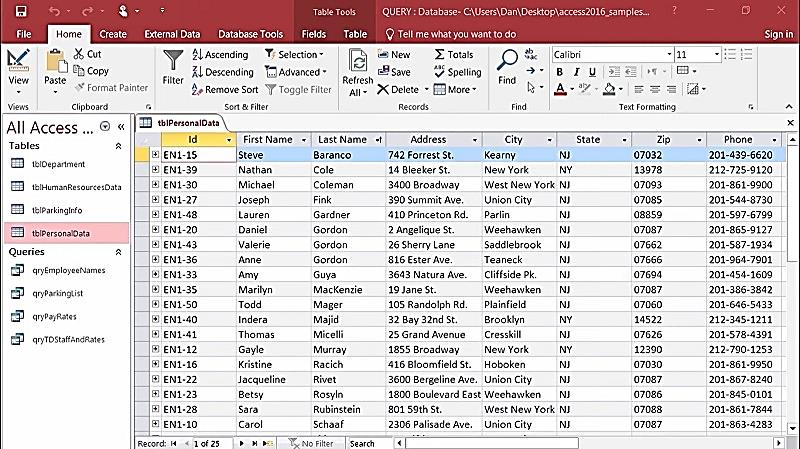 Table Tools
QUERY : Database- C:\Users\Dan\Desktop\access2016_samples...
File Home Create External Data Database Tools Fields Table Tell me what you want to do Sign in
View
Views
Paste
Cut
Copy
Format Painter
Clipboard
Filter
Ascending
Descending
Remove Sort
Selection
Advanced
Toggle Filter
Sort & Filter
Refresh All
New
Save
Delete
Totals
Spelling
More
Records
Find
Find
Calibri 11
B I U
A
Text Formatting
All Access ...
Tables
tblDepartment
tblHumanResourcesData
tblParkingInfo
tblPersonalData
Queries
qryEmployeeNames
qryParkingList
qryPayRates
qryTDStaffAndRates
tblPersonalData
Id First Name Last Name Address City State Zip Phone
EN1-15 Steve Baranco 742 Forrest St. Kearny NJ 07032 201-439-6620
EN1-39 Nathan Cole 14 Bleeker St. New York NY 13978 212-725-9120
EN1-30 Michael Coleman 3400 Broadway West New York NJ 07093 201-861-9900
EN1-27 Joseph Fink 390 Summit Ave. Union City NJ 07085 201-544-8730
EN1-48 Lauren Gardner 410 Princeton Rd. Parlin NJ 08859 201-597-6799
EN1-20 Daniel Gordon 2 Angelique St. Weehawken NJ 07087 201-865-9127
EN1-43 Valerie Gordon 26 Sherry Lane Saddlebrook NJ 07662 201-587-1934
EN1-36 Anne Gordon 816 Ester Ave. Teaneck NJ 07666 201-964-7901
EN1-33 Amy Guya 3643 Natura Ave. Cliffside Pk. NJ 07694 201-454-1609
EN1-35 Marilyn MacKenzie 19 Jane St. Weehawken NJ 07087 201-386-3842
EN1-50 Todd Mager 105 Randolph Rd. Plainfield NJ 07060 201-646-5433
EN1-40 Indera Majid 32 Bay 32nd St. Brooklyn NY 14522 212-345-1211
EN1-41 Thomas Micelli 25 Grand Avenue Cresskill NJ 07626 201-578-4391
EN1-12 Gayle Murray 1855 Broadway New York NY 12390 212-790-1253
EN1-16 Kristine Racich 416 Bloomfield St. Hoboken NJ 07030 201-861-9950
EN1-22 Jacqueline Rivet 3600 Bergeline Ave. Union City NJ 07087 201-867-8240
EN1-23 Betsy Rosyln 1800 Boulevard East Weehawken NJ 07086 201-845-0101
EN1-28 Sara Rubinstein 801 59th St. West New York NJ 07088 201-861-7844
EN1-10 Carol Schaaf 2306 Palisade Ave. Union City NJ 07087 201-863-4283
Record: 1 of 25 No Filter Search